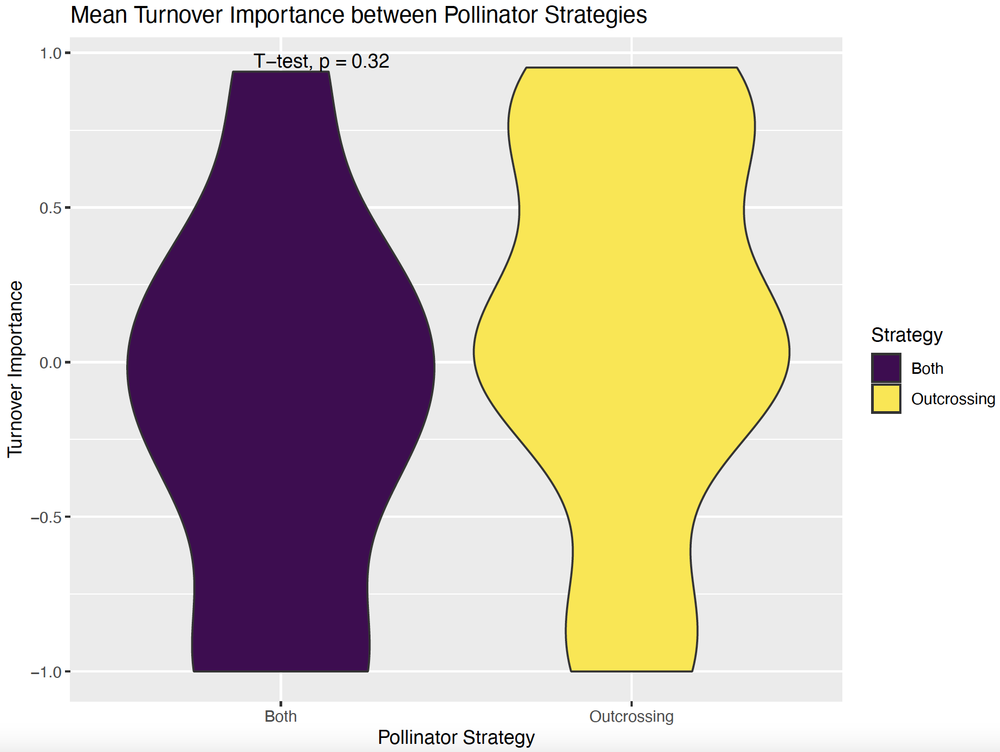 Mean Turnover Importance between Pollinator Strategies
T−test, p = 0.32
1.0
0.5
0.0
−0.5
−1.0
Turnover Importance
Both
Outcrossing
Pollinator Strategy
Strategy
Both
Outcrossing